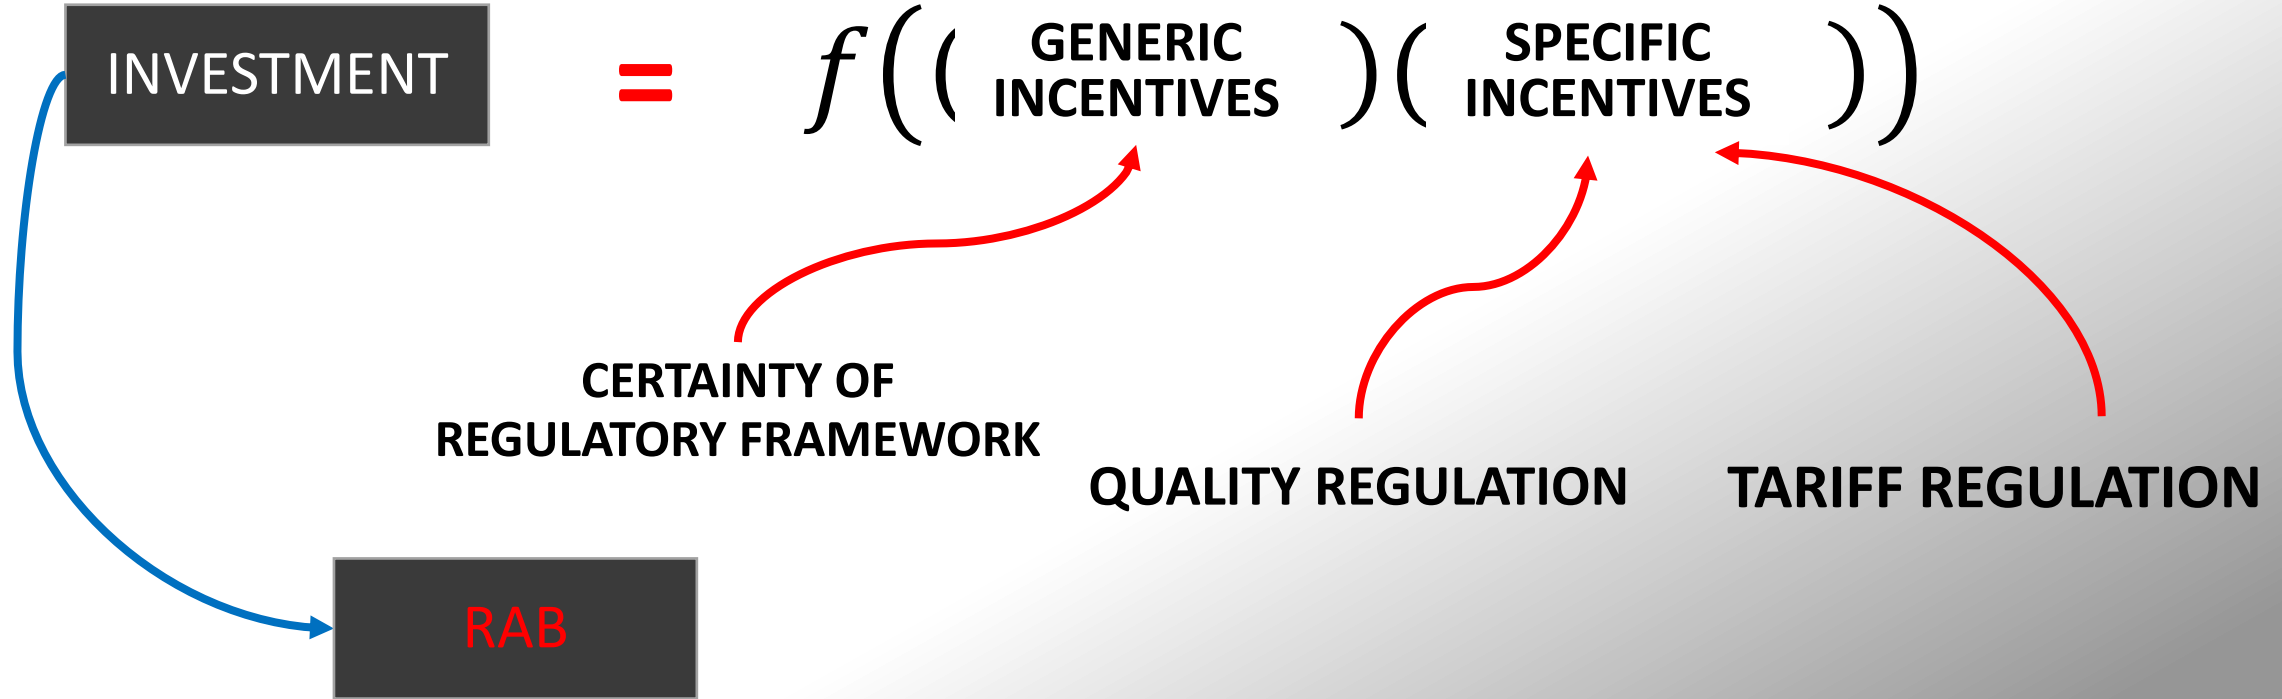 INVESTMENT = f(( GENERIC INCENTIVES )( SPECIFIC INCENTIVES ))
CERTAINTY OF
REGULATORY FRAMEWORK
QUALITY REGULATION
TARIFF REGULATION
RAB